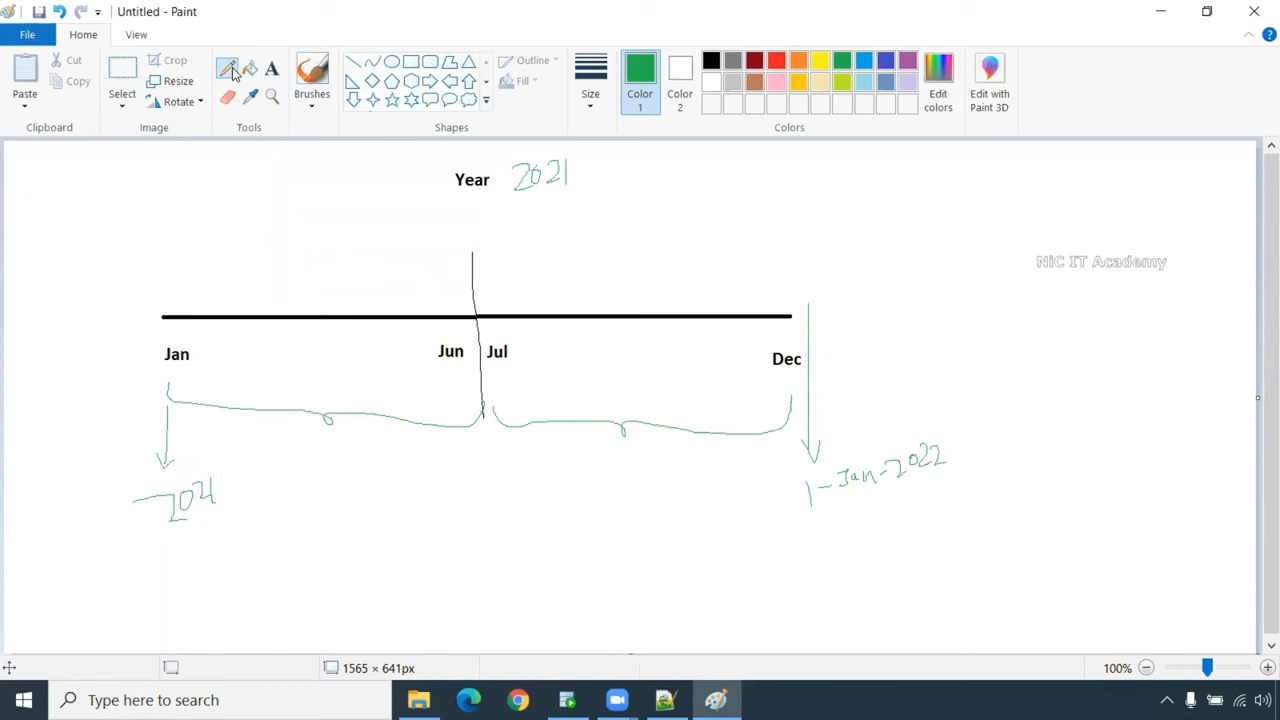 Untitled - Paint
File
Home
View
Paste
Cut
Copy
Clipboard
Select
Crop
Resize
Rotate
Image
Tools
Brushes
Shapes
Outline
Fill
Size
Color 1
Color 2
Colors
Edit colors
Edit with Paint 3D
Year 2021
NiC IT Academy
Jan
Jun
Jul
Dec
2021
1-Jan-2022
1565 × 641px
100%
Type here to search